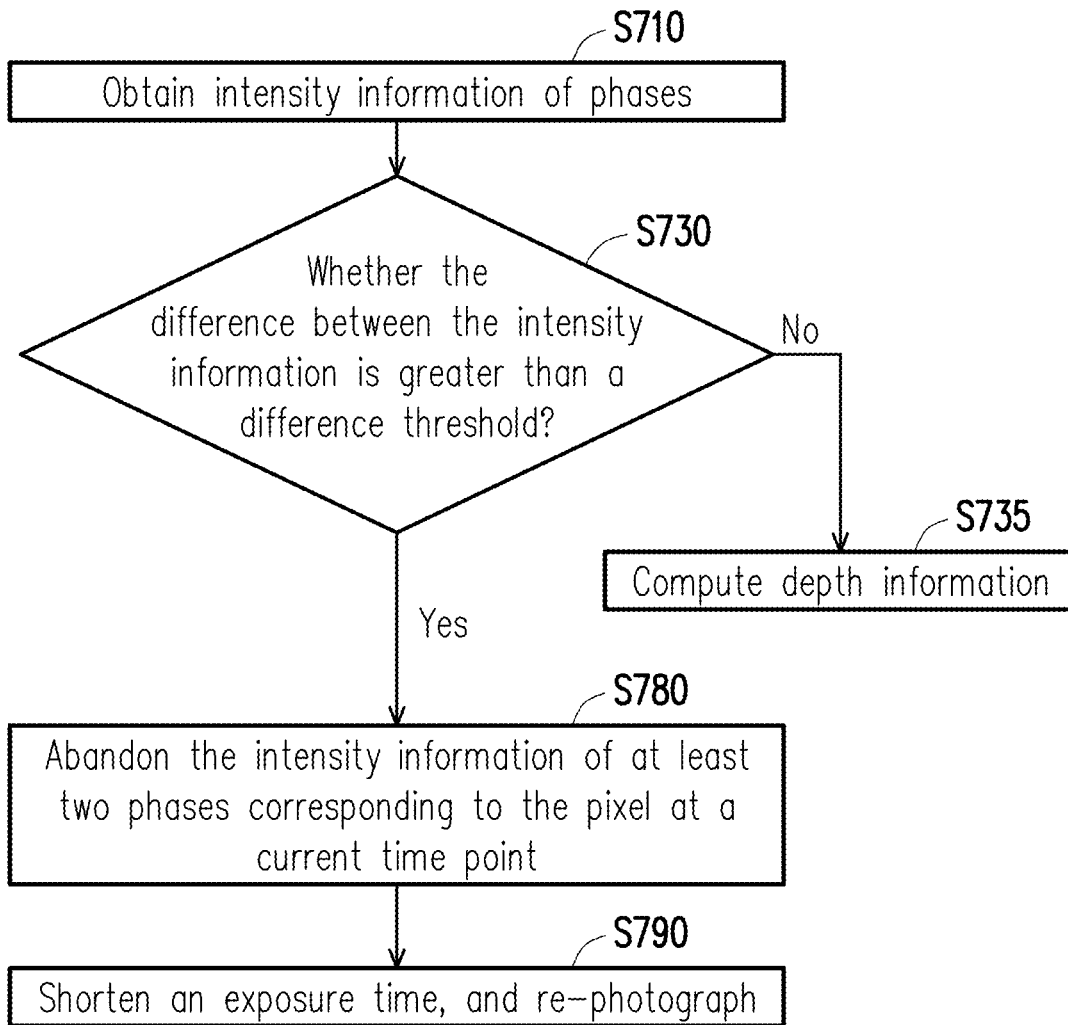 S710
Obtain intensity information of phases
S730
Whether the
difference between the intensity
information is greater than a
difference threshold?
No
S735
Compute depth information
Yes
S780
Abandon the intensity information of at least
two phases corresponding to the pixel at a
current time point
S790
Shorten an exposure time, and re-photograph